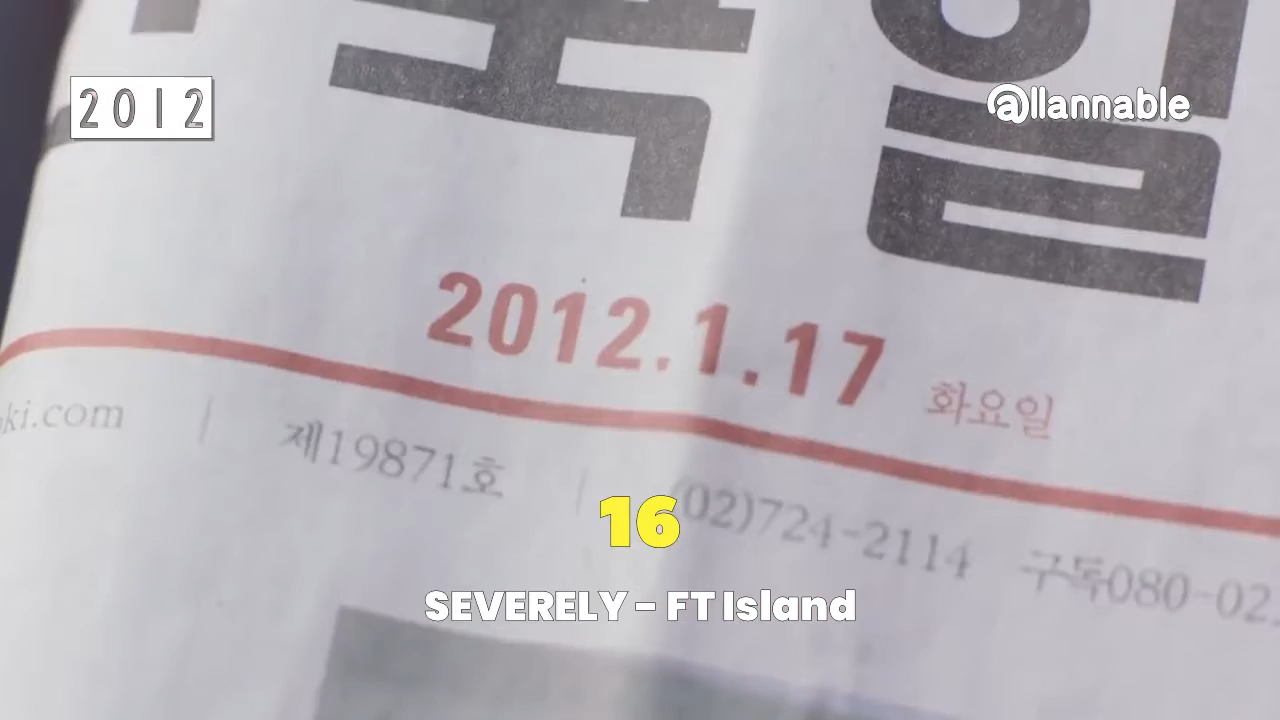 2012
@llannable
일
2012.1.17 화요일
ki.com | 제19871호 | (02)724-2114 구독080-02
16
SEVERELY - FT Island